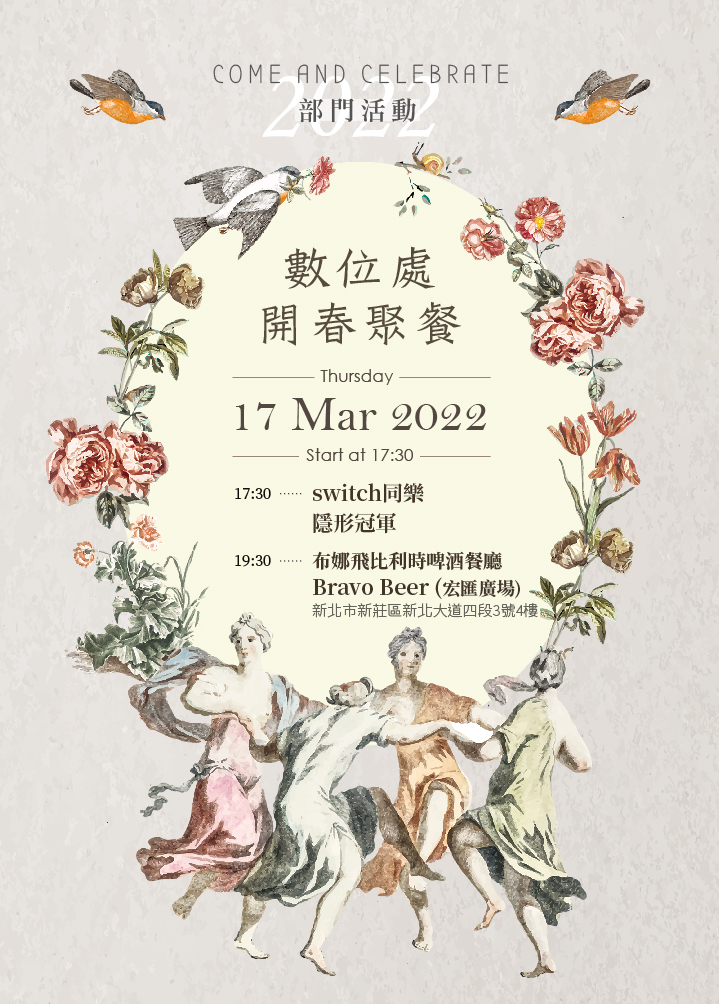 COME AND CELEBRATE
2022
部門活動
數位處
開春聚餐
Thursday
17 Mar 2022
Start at 17:30
17:30 ······ switch同樂
隱形冠軍
19:30 ······ 布娜飛比利時啤酒餐廳
Bravo Beer (宏匯廣場)
新北市新莊區新北大道四段3號4樓